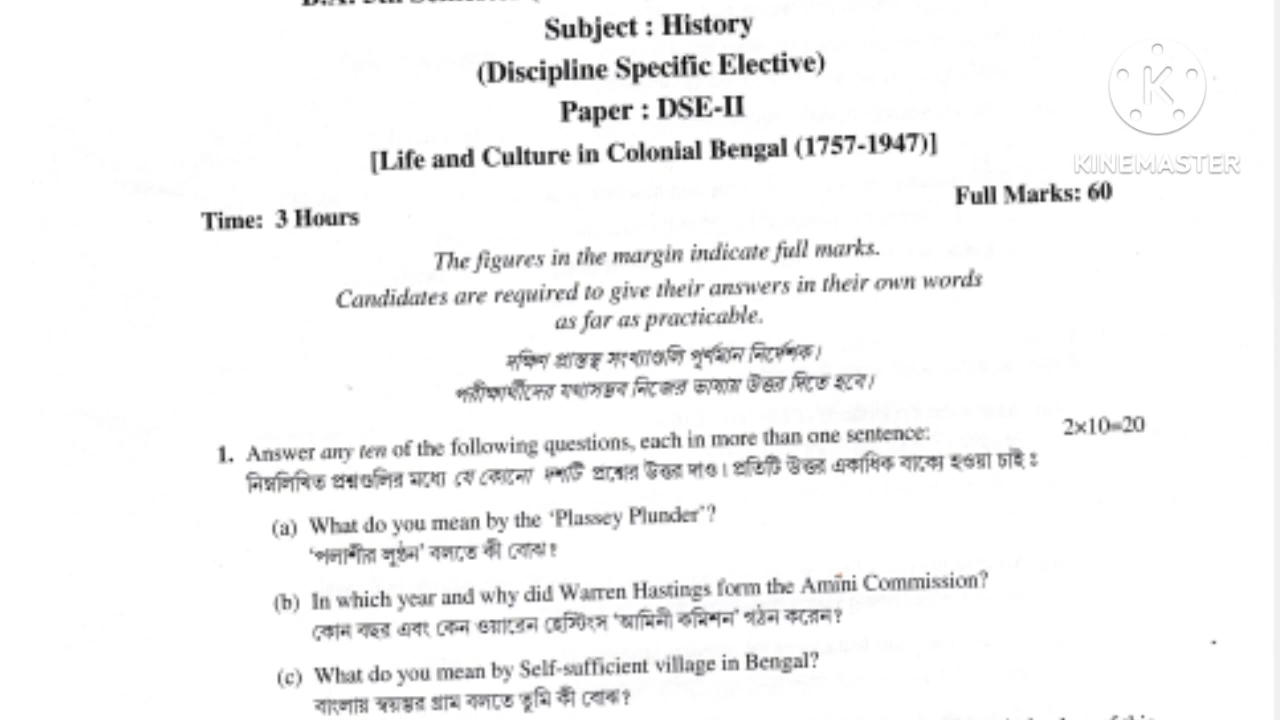 Subject : History
(Discipline Specific Elective)
Paper : DSE-II
[Life and Culture in Colonial Bengal (1757-1947)]
KINEMASTER
Time: 3 Hours
Full Marks: 60
The figures in the margin indicate full marks.
Candidates are required to give their answers in their own words
as far as practicable.
দক্ষিণ প্রান্তস্থ সংখ্যাগুলি পূর্ণমান নির্দেশক।
পরীক্ষার্থীদের যথাসম্ভব নিজের ভাষায় উত্তর দিতে হবে।
1. Answer any ten of the following questions, each in more than one sentence: 2×10=20
নিম্নলিখিত প্রশ্নগুলির মধ্যে যে কোনো দশটি প্রশ্নের উত্তর দাও। প্রতিটি উত্তর একাধিক বাক্যে হওয়া চাই :
(a) What do you mean by the ‘Plassey Plunder’?
‘পলাশীর লুণ্ঠন’ বলতে কী বোঝ?
(b) In which year and why did Warren Hastings form the Amini Commission?
কোন বছর এবং কেন ওয়ারেন হেস্টিংস ‘আমিনী কমিশন’ গঠন করেন?
(c) What do you mean by Self-sufficient village in Bengal?
বাংলায় স্বয়ম্ভর গ্রাম বলতে তুমি কী বোঝ?